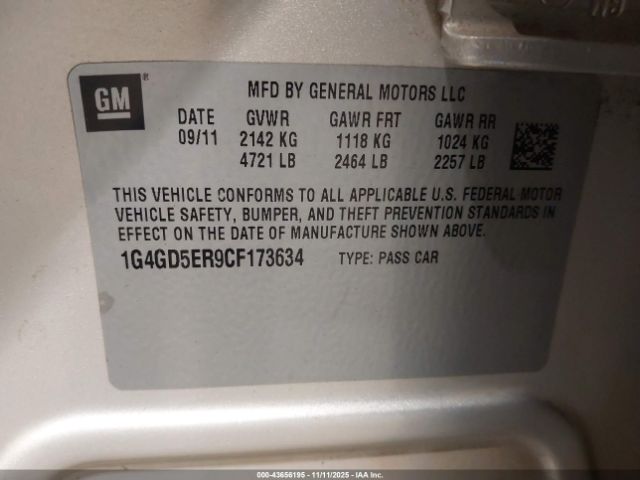 GM ®
MFD BY GENERAL MOTORS LLC
DATE GVWR GAWR FRT GAWR RR
09/11 2142 KG 1118 KG 1024 KG
4721 LB 2464 LB 2257 LB
THIS VEHICLE CONFORMS TO ALL APPLICABLE U.S. FEDERAL MOTOR
VEHICLE SAFETY, BUMPER, AND THEFT PREVENTION STANDARDS IN
EFFECT ON THE DATE OF MANUFACTURE SHOWN ABOVE.
1G4GD5ER9CF173634 TYPE: PASS CAR
000-43656195 - 11/11/2025 - IAA Inc.